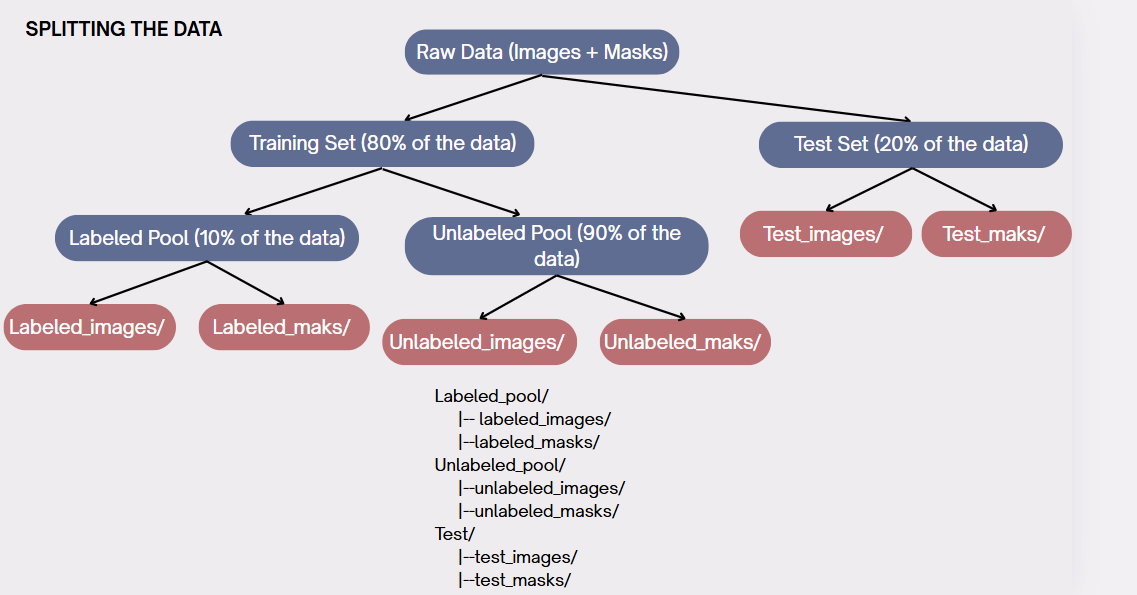 SPLITTING THE DATA
Raw Data (Images + Masks)
Training Set (80% of the data)
Test Set (20% of the data)
Labeled Pool (10% of the data)
Unlabeled Pool (90% of the
data)
Test_images/
Test_maks/
Labeled_images/
Labeled_maks/
Unlabeled_images/
Unlabeled_maks/
Labeled_pool/
|-- labeled_images/
|--labeled_masks/
Unlabeled_pool/
|--unlabeled_images/
|--unlabeled_masks/
Test/
|--test_images/
|--test_masks/